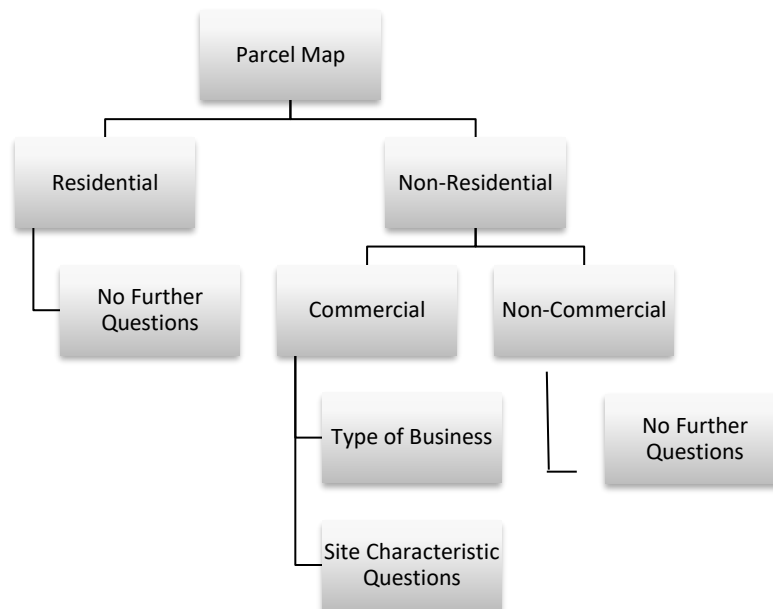 Parcel Map
Residential
Non-Residential
No Further
Questions
Commercial
Non-Commercial
Type of Business
No Further
Questions
Site Characteristic
Questions